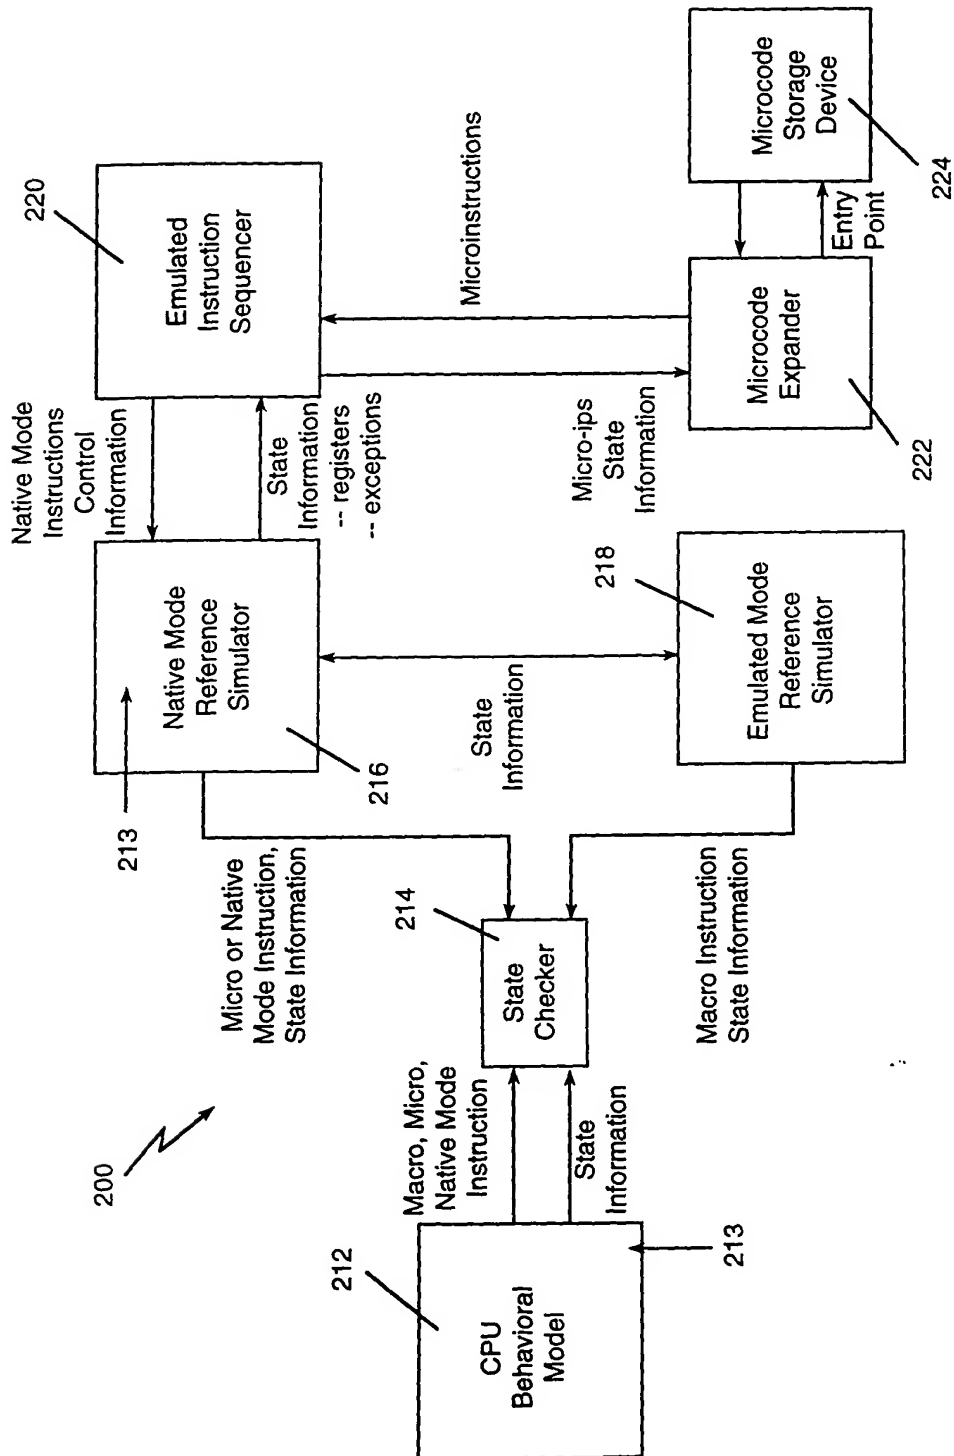 200
212
CPU
Behavioral
Model
213
Macro, Micro,
Native Mode
Instruction
State
Information
214
State
Checker
Micro or Native
Mode Instruction,
State Information
Macro Instruction
State Information
213
Native Mode
Reference
Simulator
216
State
Information
218
Emulated Mode
Reference
Simulator
Native Mode
Instructions
Control
Information
State
Information
-- registers
-- exceptions
220
Emulated
Instruction
Sequencer
Microinstructions
Micro-ips
State
Information
Microcode
Expander
222
Entry
Point
Microcode
Storage
Device
224